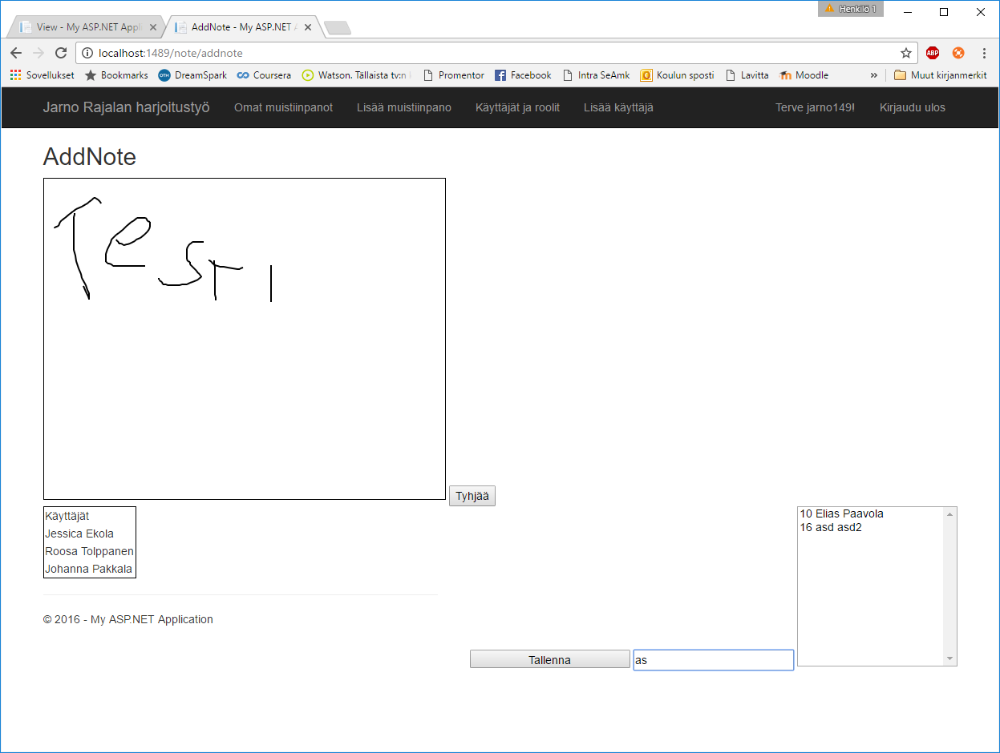 Henkilö 1
View - My ASP.NET Appli
AddNote - My ASP.NET A
localhost:1489/note/addnote
ABP
Sovellukset Bookmarks DreamSpark Coursera Watson. Tällaista tv:n Promentor Facebook Intra SeAmk Koulun sposti Lavitta Moodle » Muut kirjanmerkit
Jarno Rajalan harjoitustyö Omat muistiinpanot Lisää muistiinpano Käyttäjät ja roolit Lisää käyttäjä Terve jarno149! Kirjaudu ulos
AddNote
Testi
Tyhjää
Käyttäjät
Jessica Ekola
Roosa Tolppanen
Johanna Pakkala
10 Elias Paavola
16 asd asd2
© 2016 - My ASP.NET Application
Tallenna
as